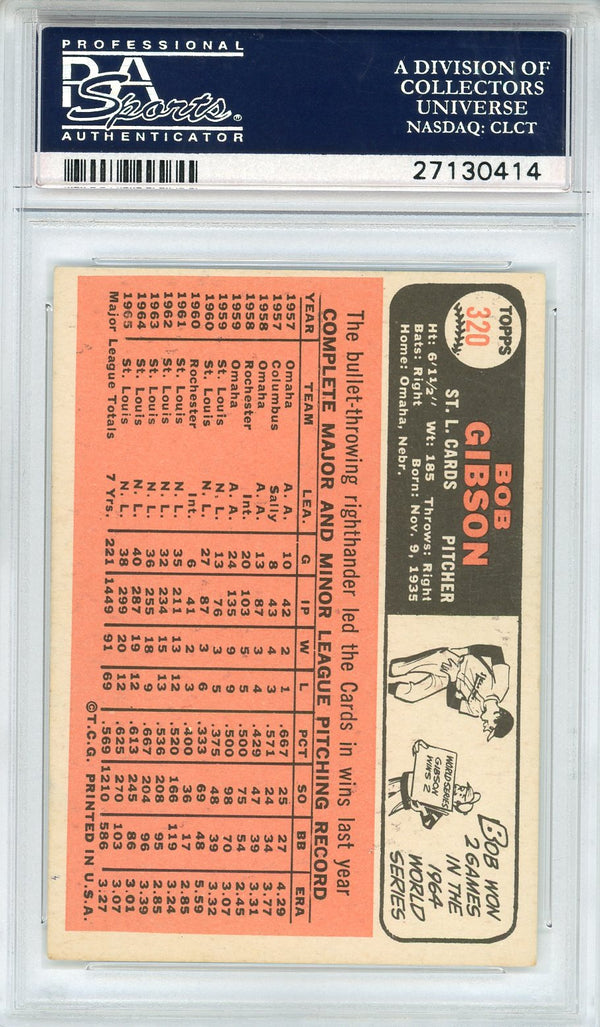 PROFESSIONAL
PSA
Sports®
AUTHENTICATOR
A DIVISION OF
COLLECTORS
UNIVERSE
NASDAQ: CLCT
27130414
TOPPS
320
BOB
GIBSON
ST. L. CARDS PITCHER
Ht: 6'1½" Wt: 185 Throws: Right
Bats: Right Born: Nov. 9, 1935
Home: Omaha, Nebr.
WORLD SERIES
GIBSON
WINS 2
BOB WON
2 GAMES
IN THE
1964
WORLD
SERIES
The bullet-throwing righthander led the Cards in wins last year
COMPLETE MAJOR AND MINOR LEAGUE PITCHING RECORD
YEAR TEAM LEA. G IP W L PCT SO BB ERA
1957 Omaha A. A. 10 42 2 1 .667 25 27 4.29
1957 Columbus Sally 8 43 4 3 .571 24 34 3.77
1958 Omaha A. A. 13 87 3 4 .429 47 39 3.31
1958 Rochester Int. 20 103 5 5 .500 75 54 2.45
1959 Omaha A. A. 24 135 9 9 .500 98 70 3.07
1959 St. Louis N. L. 13 76 3 5 .375 48 39 3.32
1960 St. Louis N. L. 27 87 3 6 .333 69 48 5.59
1960 Rochester Int. 6 41 2 3 .400 36 17 2.85
1961 St. Louis N. L. 35 211 13 12 .520 166 119 3.24
1962 St. Louis N. L. 32 234 15 13 .536 208 95 2.85
1963 St. Louis N. L. 36 255 18 9 .667 204 96 3.39
1964 St. Louis N. L. 40 287 19 12 .613 245 86 3.01
1965 St. Louis N. L. 38 299 20 12 .625 270 103 3.07
Major League Totals 7 Yrs. 221 1449 91 69 .569 1210 586 3.27
©T.C.G. PRINTED IN U.S.A.